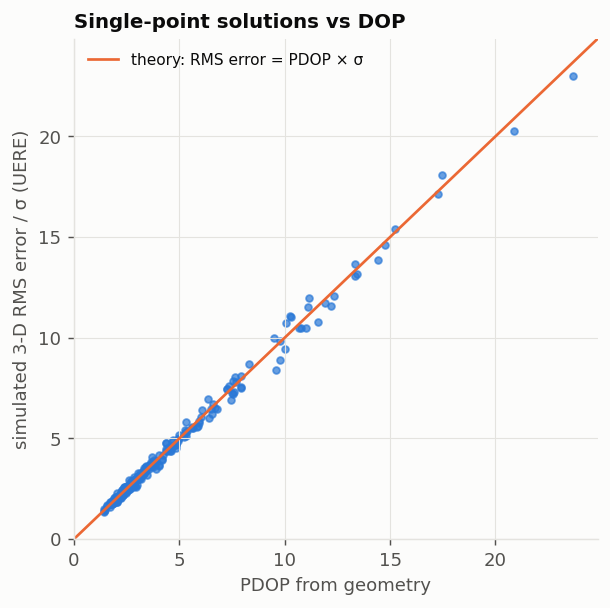 Single-point solutions vs DOP
theory: RMS error = PDOP × σ
simulated 3-D RMS error / σ (UERE)
20
15
10
5
0
0 5 10 15 20
PDOP from geometry